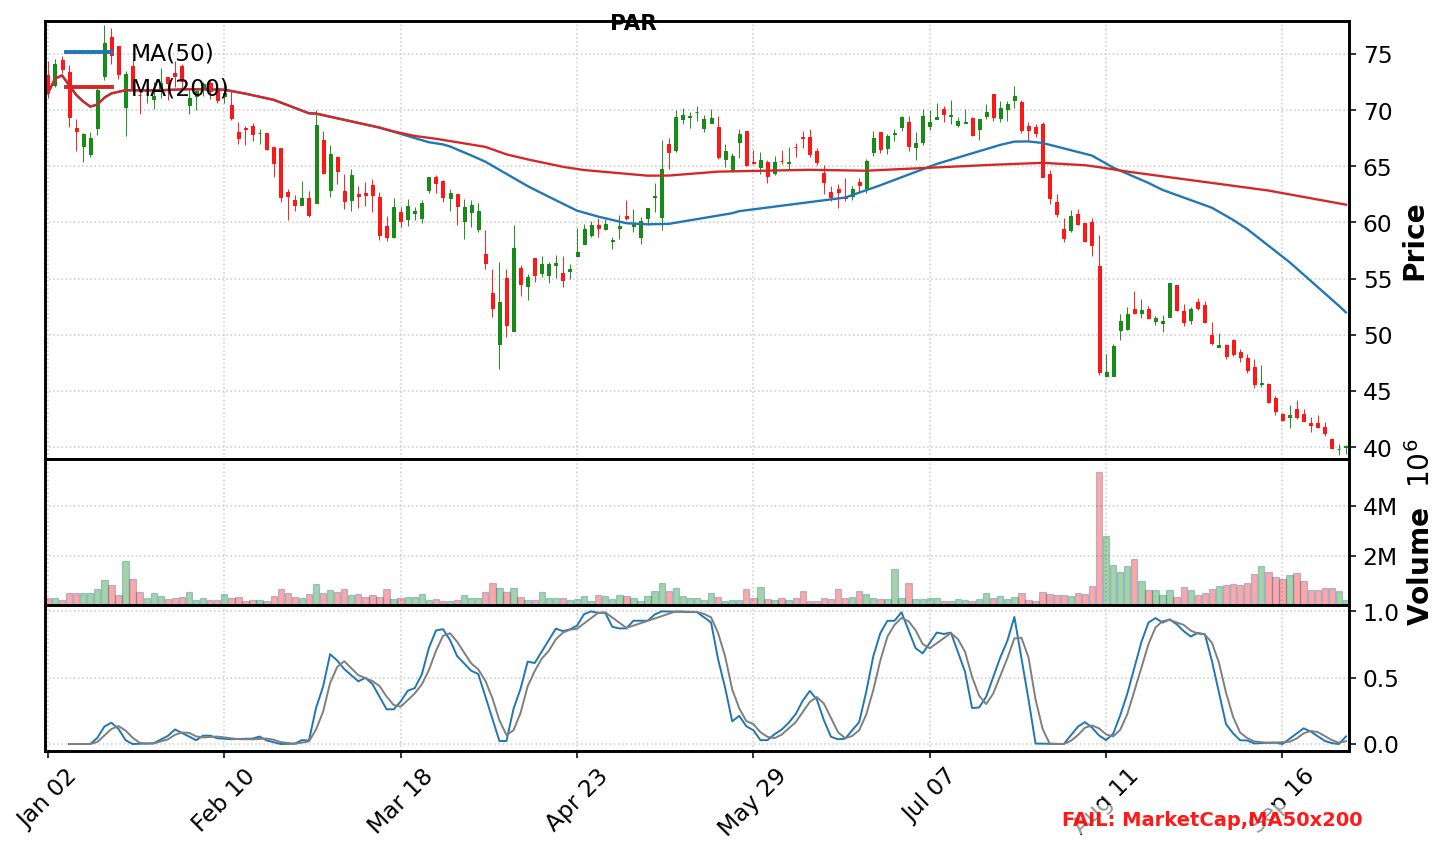 PAR
MA(50)
MA(200)
75
70
65
60
55
50
45
40
Price
10^6
4M
2M
Volume
1.0
0.5
0.0
Jan 02
Feb 10
Mar 18
Apr 23
May 29
Jul 07
Aug 11
Sep 16
FAIL: MarketCap,MA50x200